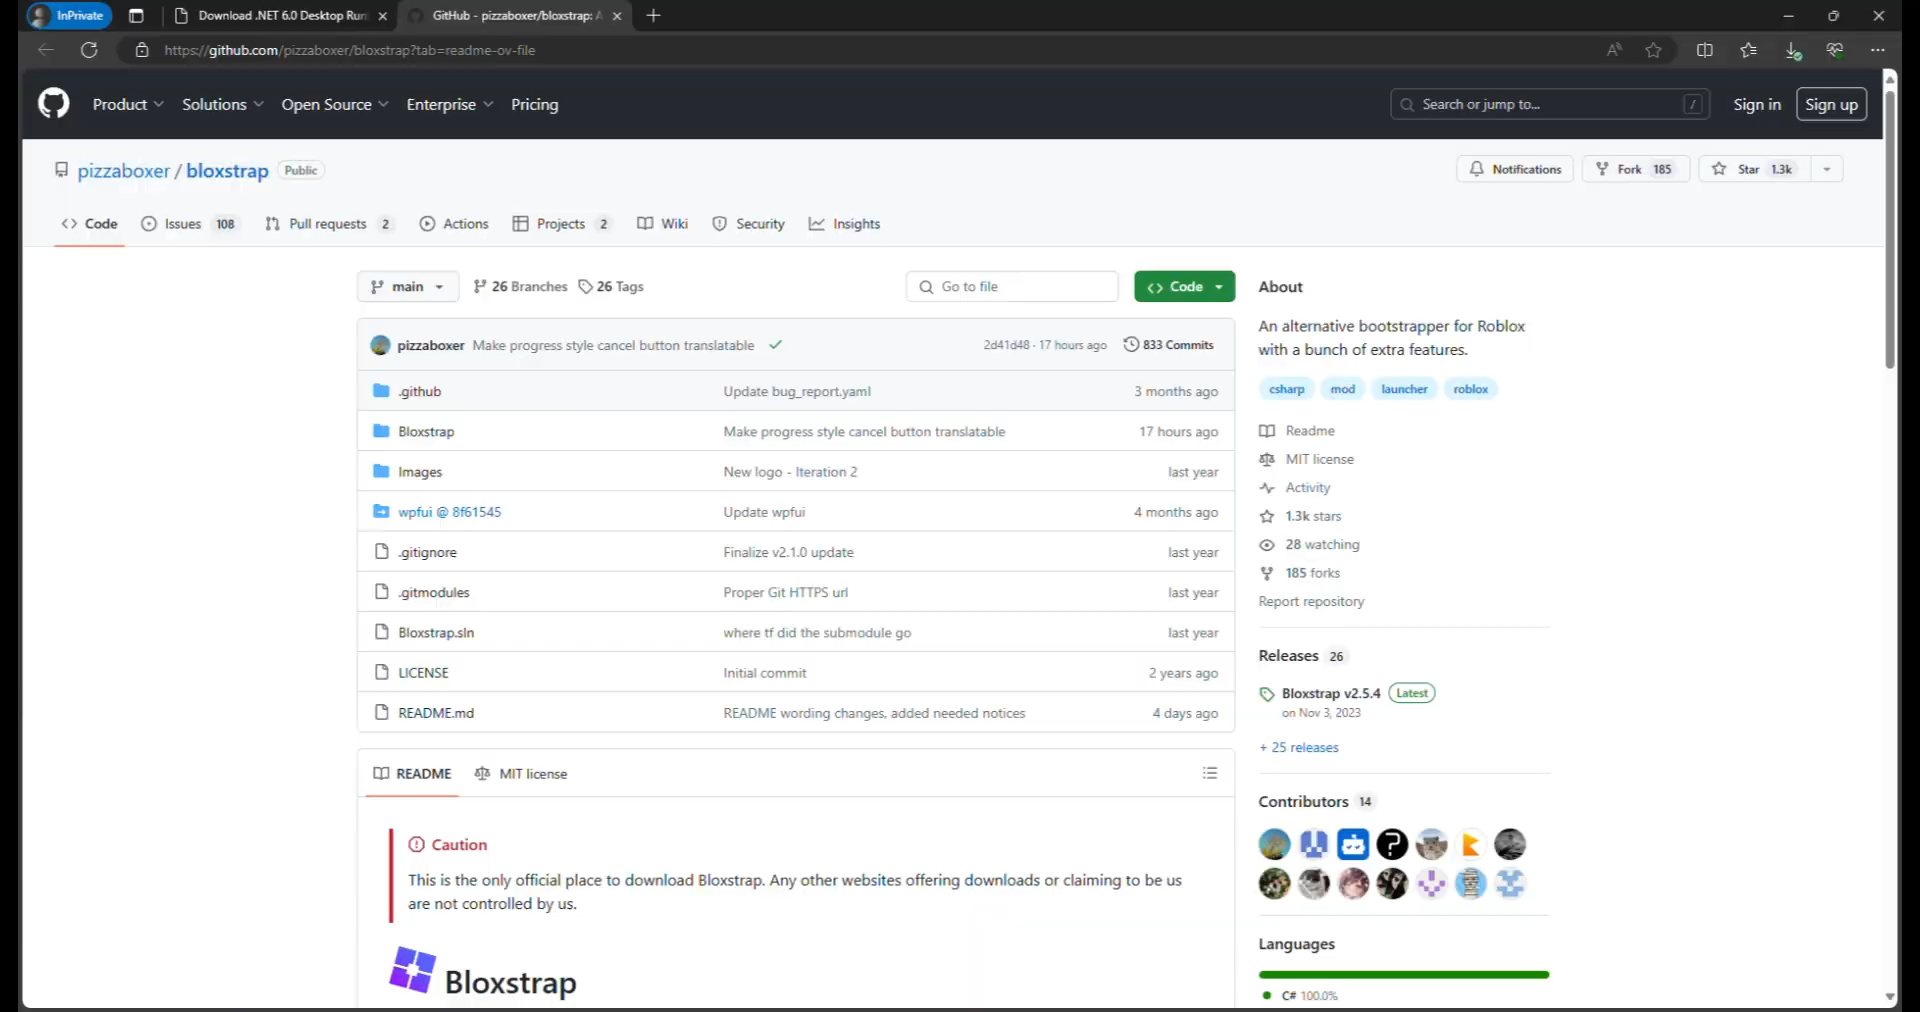 InPrivate
Download .NET 6.0 Desktop Run
GitHub - pizzaboxer/bloxstrap: A
https://github.com/pizzaboxer/bloxstrap?tab=readme-ov-file
Product
Solutions
Open Source
Enterprise
Pricing
Search or jump to...
/
Sign in
Sign up
pizzaboxer / bloxstrap
Public
Notifications
Fork 185
Star 1.3k
Code
Issues 108
Pull requests 2
Actions
Projects 2
Wiki
Security
Insights
main
26 Branches
26 Tags
Go to file
Code
pizzaboxer Make progress style cancel button translatable 2d41d48 · 17 hours ago 833 Commits
.github Update bug_report.yaml 3 months ago
Bloxstrap Make progress style cancel button translatable 17 hours ago
Images New logo - Iteration 2 last year
wpfui @ 8f61545 Update wpfui 4 months ago
.gitignore Finalize v2.1.0 update last year
.gitmodules Proper Git HTTPS url last year
Bloxstrap.sln where tf did the submodule go last year
LICENSE Initial commit 2 years ago
README.md README wording changes, added needed notices 4 days ago
README
MIT license
Caution
This is the only official place to download Bloxstrap. Any other websites offering downloads or claiming to be us
are not controlled by us.
Bloxstrap
About
An alternative bootstrapper for Roblox
with a bunch of extra features.
csharp mod launcher roblox
Readme
MIT license
Activity
1.3k stars
28 watching
185 forks
Report repository
Releases 26
Bloxstrap v2.5.4 Latest
on Nov 3, 2023
+ 25 releases
Contributors 14
Languages
C# 100.0%